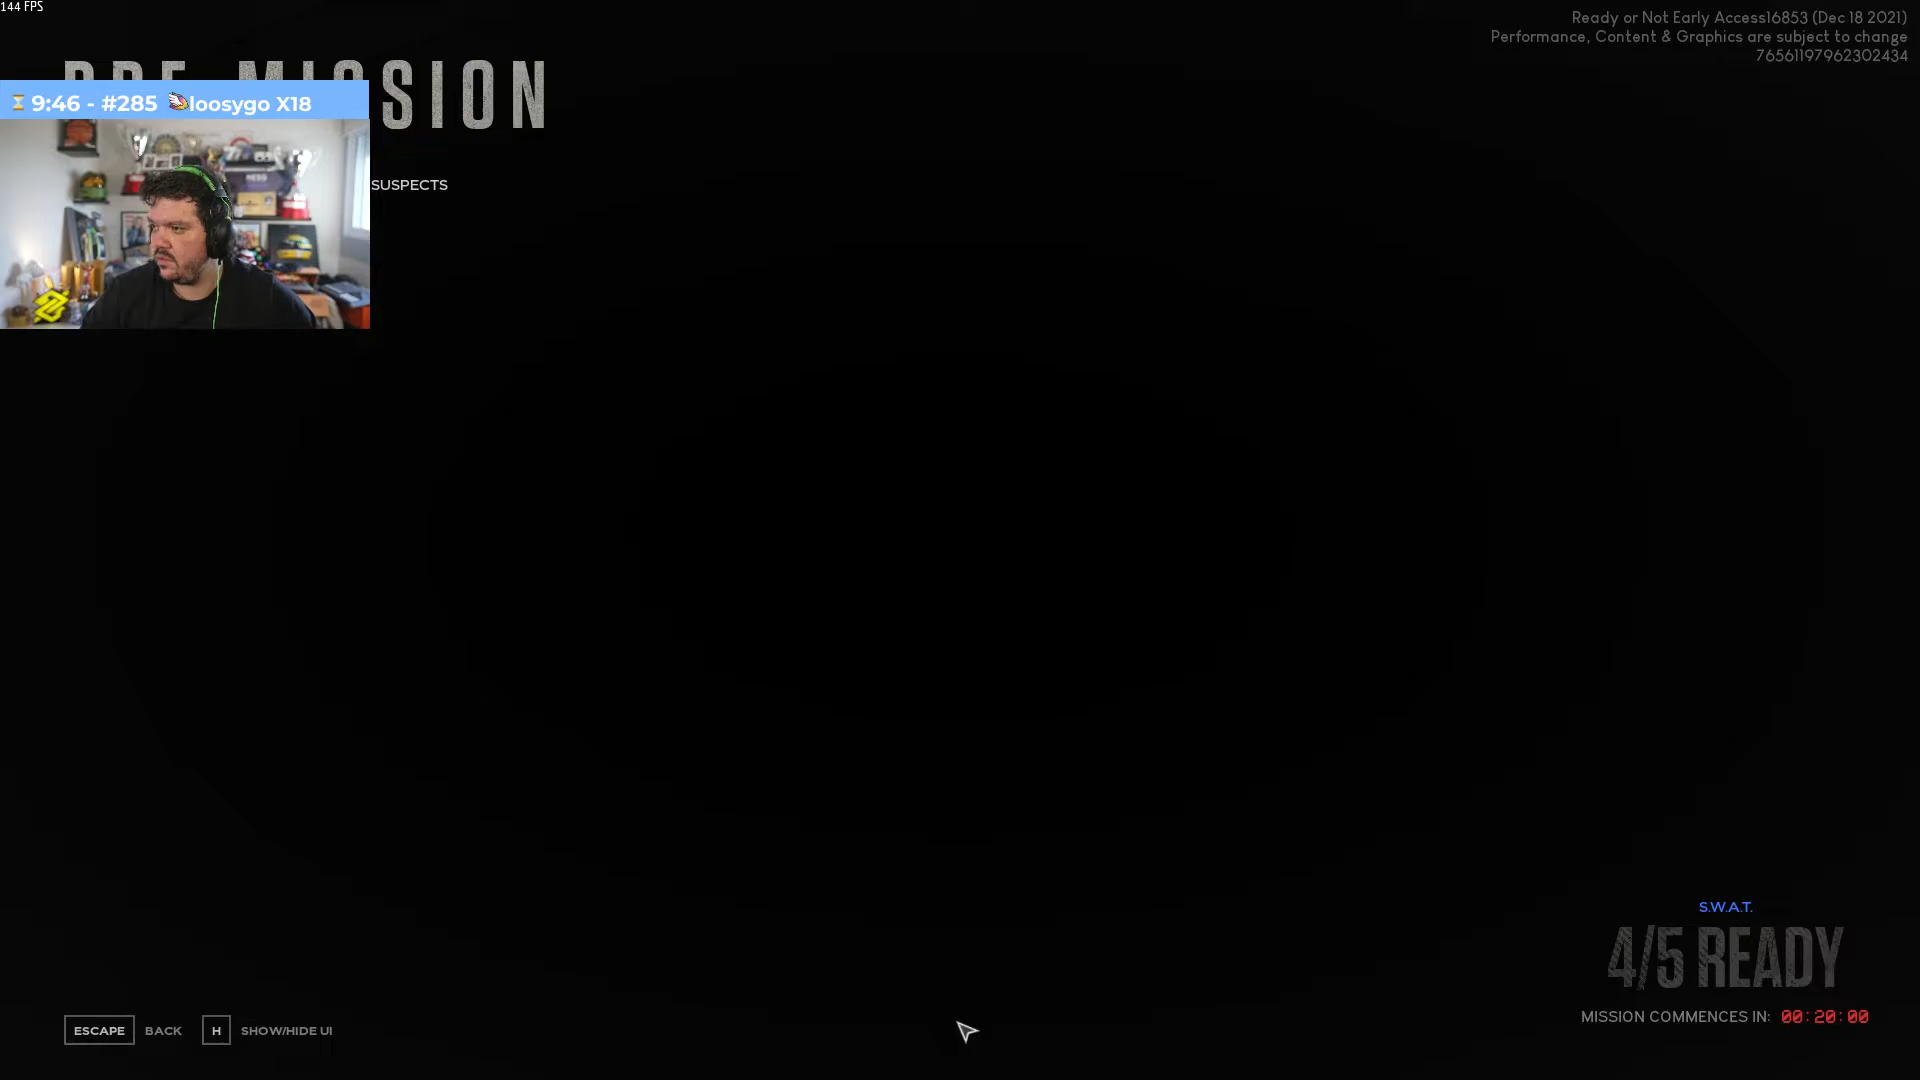 144 FPS
Ready or Not Early Access16853 (Dec 18 2021)
Performance, Content & Graphics are subject to change
76561197962302434
PRE-MISSION
9:46 - #285 loosygo X18
SUSPECTS
S.W.A.T.
4/5 READY
MISSION COMMENCES IN: 00:20:00
ESCAPE BACK H SHOW/HIDE UI